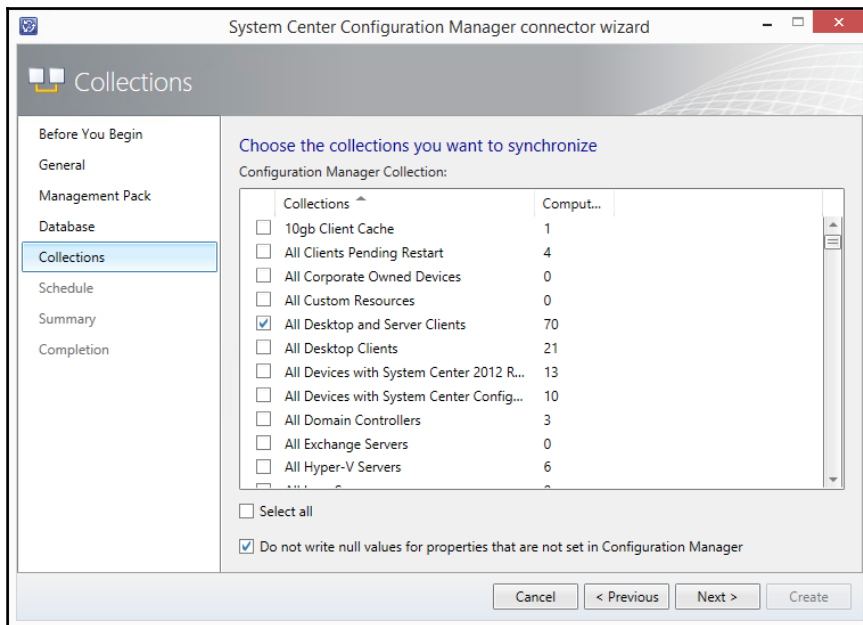 System Center Configuration Manager connector wizard
Collections
Before You Begin
General
Management Pack
Database
Collections
Schedule
Summary
Completion
Choose the collections you want to synchronize
Configuration Manager Collection:
Collections Comput...
10gb Client Cache 1
All Clients Pending Restart 4
All Corporate Owned Devices 0
All Custom Resources 0
All Desktop and Server Clients 70
All Desktop Clients 21
All Devices with System Center 2012 R... 13
All Devices with System Center Config... 10
All Domain Controllers 3
All Exchange Servers 0
All Hyper-V Servers 6
Select all
Do not write null values for properties that are not set in Configuration Manager
Cancel < Previous Next > Create